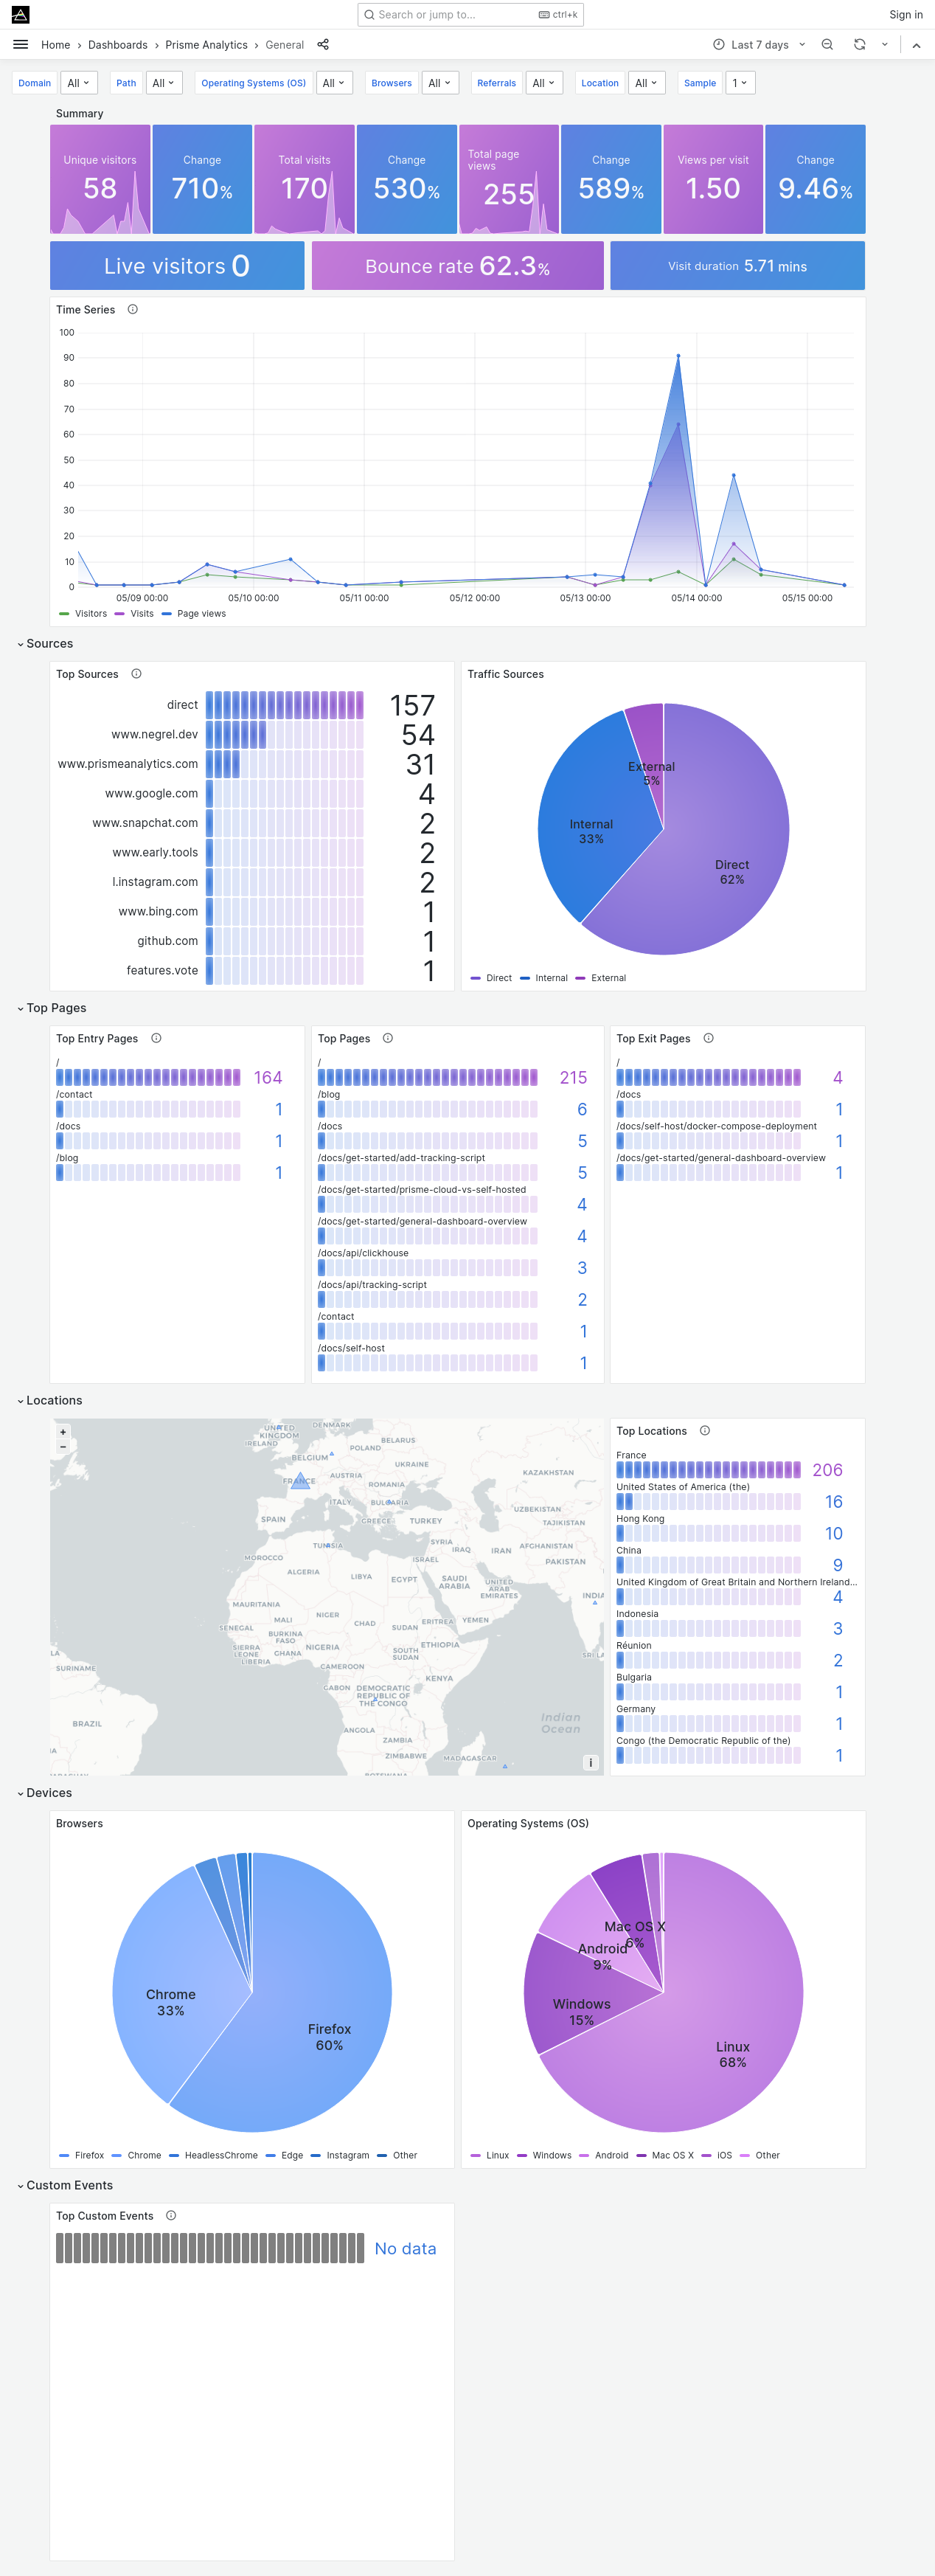 Search or jump to...
ctrl+k
Sign in
Home › Dashboards › Prisme Analytics › General
Last 7 days
Domain All Path All Operating Systems (OS) All Browsers All Referrals All Location All Sample 1
Summary
Unique visitors
58
Change
710%
Total visits
170
Change
530%
Total page views
255
Change
589%
Views per visit
1.50
Change
9.46%
Live visitors 0
Bounce rate 62.3%
Visit duration 5.71 mins
Time Series
100
90
80
70
60
50
40
30
20
10
0
05/09 00:00 05/10 00:00 05/11 00:00 05/12 00:00 05/13 00:00 05/14 00:00 05/15 00:00
Visitors Visits Page views
Sources
Top Sources
direct 157
www.negrel.dev 54
www.prismeanalytics.com 31
www.google.com 4
www.snapchat.com 2
www.early.tools 2
l.instagram.com 2
www.bing.com 1
github.com 1
features.vote 1
Traffic Sources
External
5%
Internal
33%
Direct
62%
Direct Internal External
Top Pages
Top Entry Pages
/
164
/contact
1
/docs
1
/blog
1
Top Pages
/
215
/blog
6
/docs
5
/docs/get-started/add-tracking-script
5
/docs/get-started/prisme-cloud-vs-self-hosted
4
/docs/get-started/general-dashboard-overview
4
/docs/api/clickhouse
3
/docs/api/tracking-script
2
/contact
1
/docs/self-host
1
Top Exit Pages
/
4
/docs
1
/docs/self-host/docker-compose-deployment
1
/docs/get-started/general-dashboard-overview
1
Locations
+
−
UNITED KINGDOM
DENMARK
IRELAND
BELARUS
POLAND
BELGIUM
UKRAINE
FRANCE
AUSTRIA
KAZAKHSTAN
ROMANIA
ITALY
BULGARIA
UZBEKISTAN
SPAIN
GREECE
TURKEY
TAJIKISTAN
TUNISIA
SYRIA
IRAQ
IRAN
AFGHANISTAN
MOROCCO
ISRAEL
PAKISTAN
ALGERIA
LIBYA
EGYPT
SAUDI ARABIA
UNITED ARAB EMIRATES
INDIA
MAURITANIA
MALI
NIGER
CHAD
SUDAN
ERITREA
YEMEN
SENEGAL
BURKINA FASO
SIERRA LEONE
GHANA
NIGERIA
LIBERIA
SOUTH SUDAN
ETHIOPIA
SRI LA
LA
SURINAME
CAMEROON
KENYA
GABON
DEMOCRATIC REPUBLIC OF THE CONGO
BRAZIL
ANGOLA
Indian Ocean
ZAMBIA
ZIMBABWE
MADAGASCAR
IA
i
Top Locations
France
206
United States of America (the)
16
Hong Kong
10
China
9
United Kingdom of Great Britain and Northern Ireland...
4
Indonesia
3
Réunion
2
Bulgaria
1
Germany
1
Congo (the Democratic Republic of the)
1
Devices
Browsers
Chrome
33%
Firefox
60%
Firefox Chrome HeadlessChrome Edge Instagram Other
Operating Systems (OS)
Mac OS X
6%
Android
9%
Windows
15%
Linux
68%
Linux Windows Android Mac OS X iOS Other
Custom Events
Top Custom Events
No data